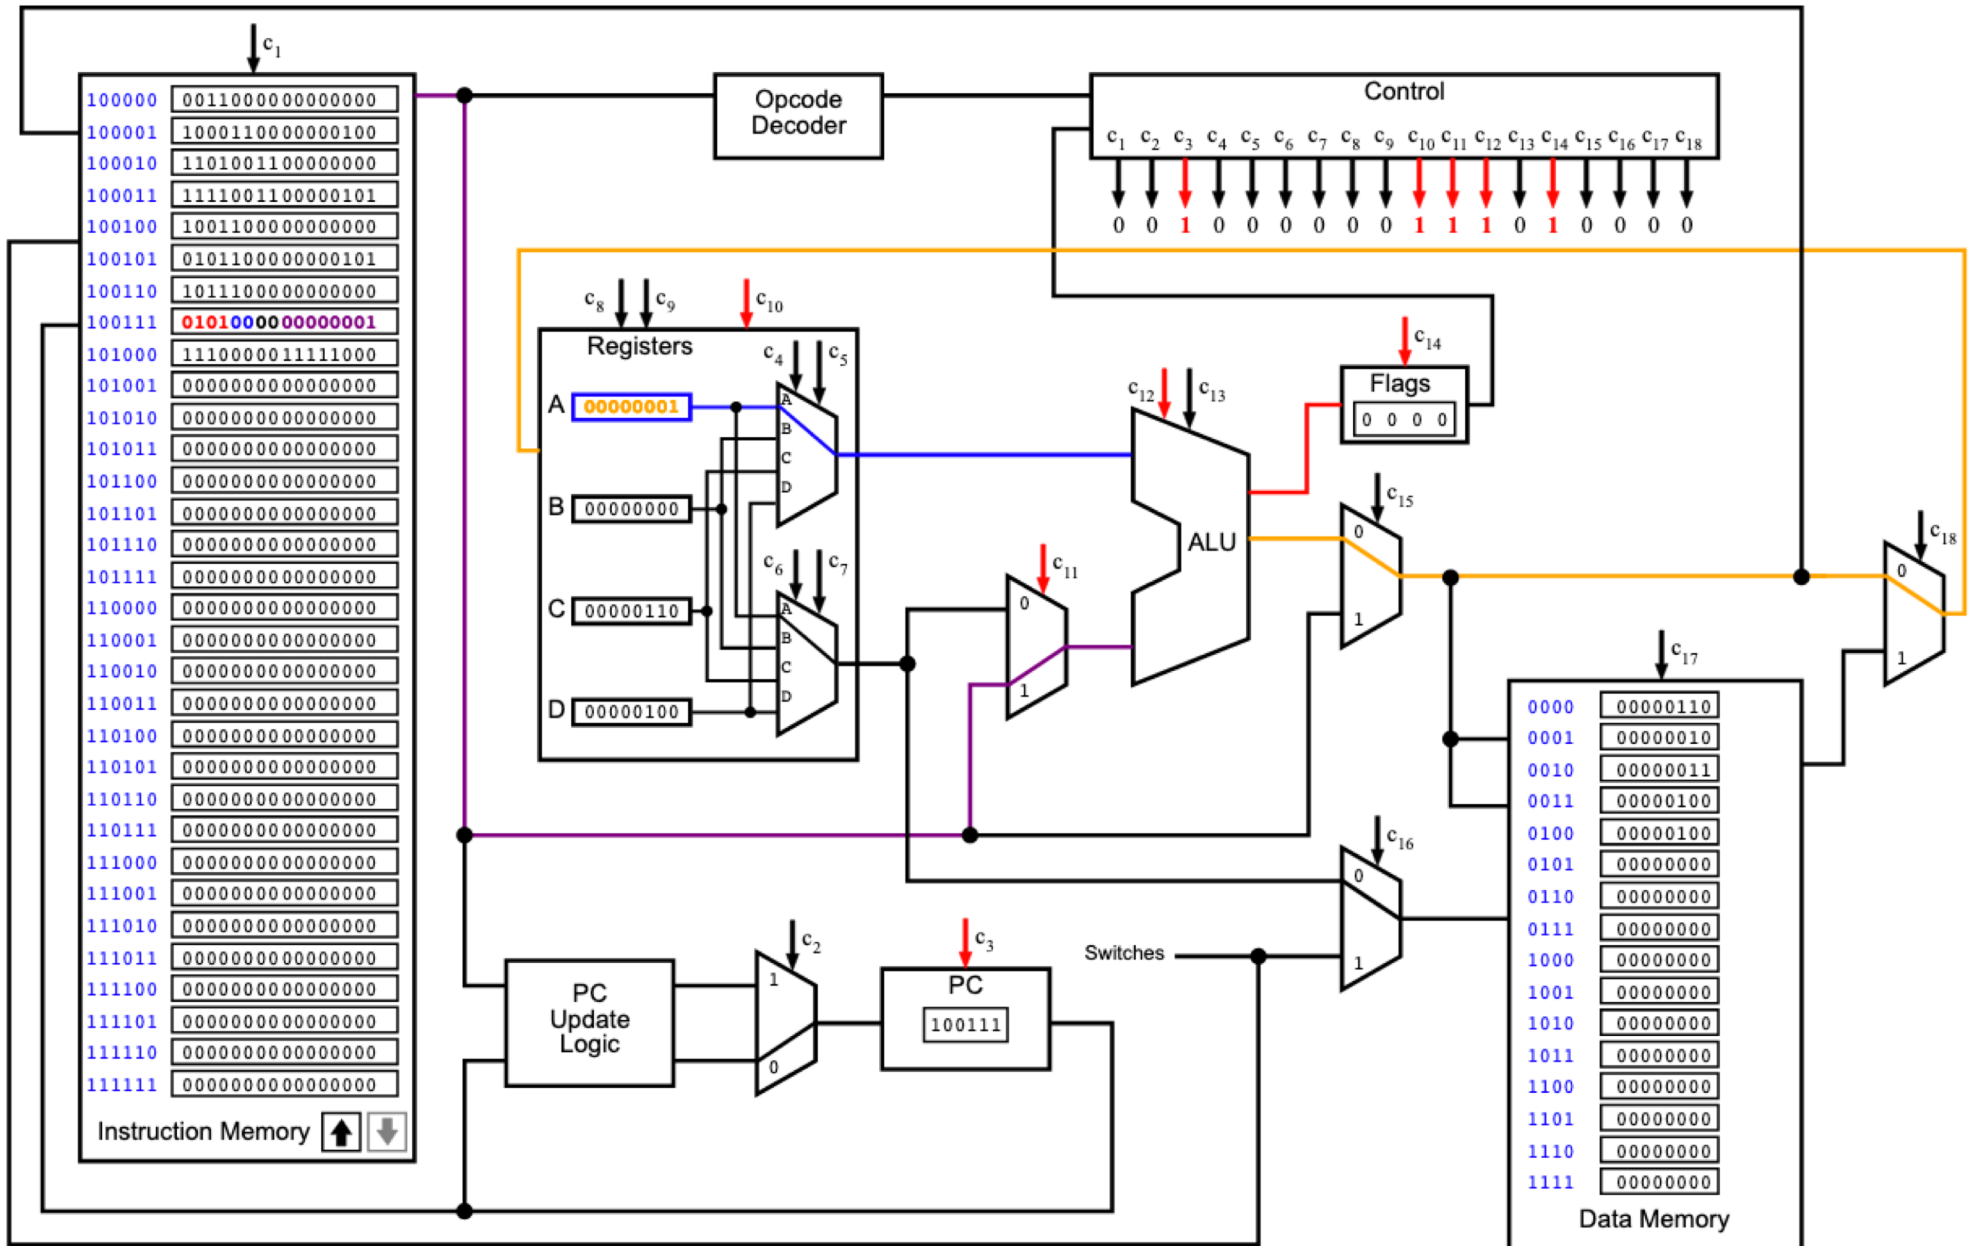 c1
100000 0011000000000000
100001 1000110000000100
100010 1101001100000000
100011 1111001100000101
100100 1001100000000000
100101 0101100000000101
100110 1011100000000000
100111 0101000000000001
101000 1110000011111000
101001 0000000000000000
101010 0000000000000000
101011 0000000000000000
101100 0000000000000000
101101 0000000000000000
101110 0000000000000000
101111 0000000000000000
110000 0000000000000000
110001 0000000000000000
110010 0000000000000000
110011 0000000000000000
110100 0000000000000000
110101 0000000000000000
110110 0000000000000000
110111 0000000000000000
111000 0000000000000000
111001 0000000000000000
111010 0000000000000000
111011 0000000000000000
111100 0000000000000000
111101 0000000000000000
111110 0000000000000000
111111 0000000000000000
Instruction Memory
Opcode
Decoder
Control
c1 c2 c3 c4 c5 c6 c7 c8 c9 c10 c11 c12 c13 c14 c15 c16 c17 c18
0 0 1 0 0 0 0 0 0 1 1 1 0 1 0 0 0 0
c8 c9 c10
Registers
c4 c5
A 00000001
A
B
C
D
B 00000000
c6 c7
C 00000110
A
B
C
D
D 00000100
c11
0
1
c12 c13
ALU
c14
Flags
0 0 0 0
c15
0
1
c18
0
1
c16
0
1
Switches
PC
Update
Logic
c2
1
0
c3
PC
100111
c17
0000 00000110
0001 00000010
0010 00000011
0011 00000100
0100 00000100
0101 00000000
0110 00000000
0111 00000000
1000 00000000
1001 00000000
1010 00000000
1011 00000000
1100 00000000
1101 00000000
1110 00000000
1111 00000000
Data Memory